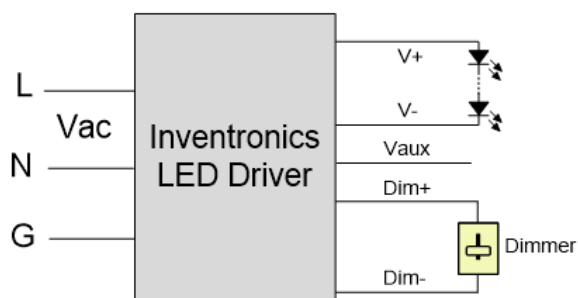 L
Vac
N
G
Inventronics
LED Driver
V+
V-
Vaux
Dim+
Dimmer
Dim-